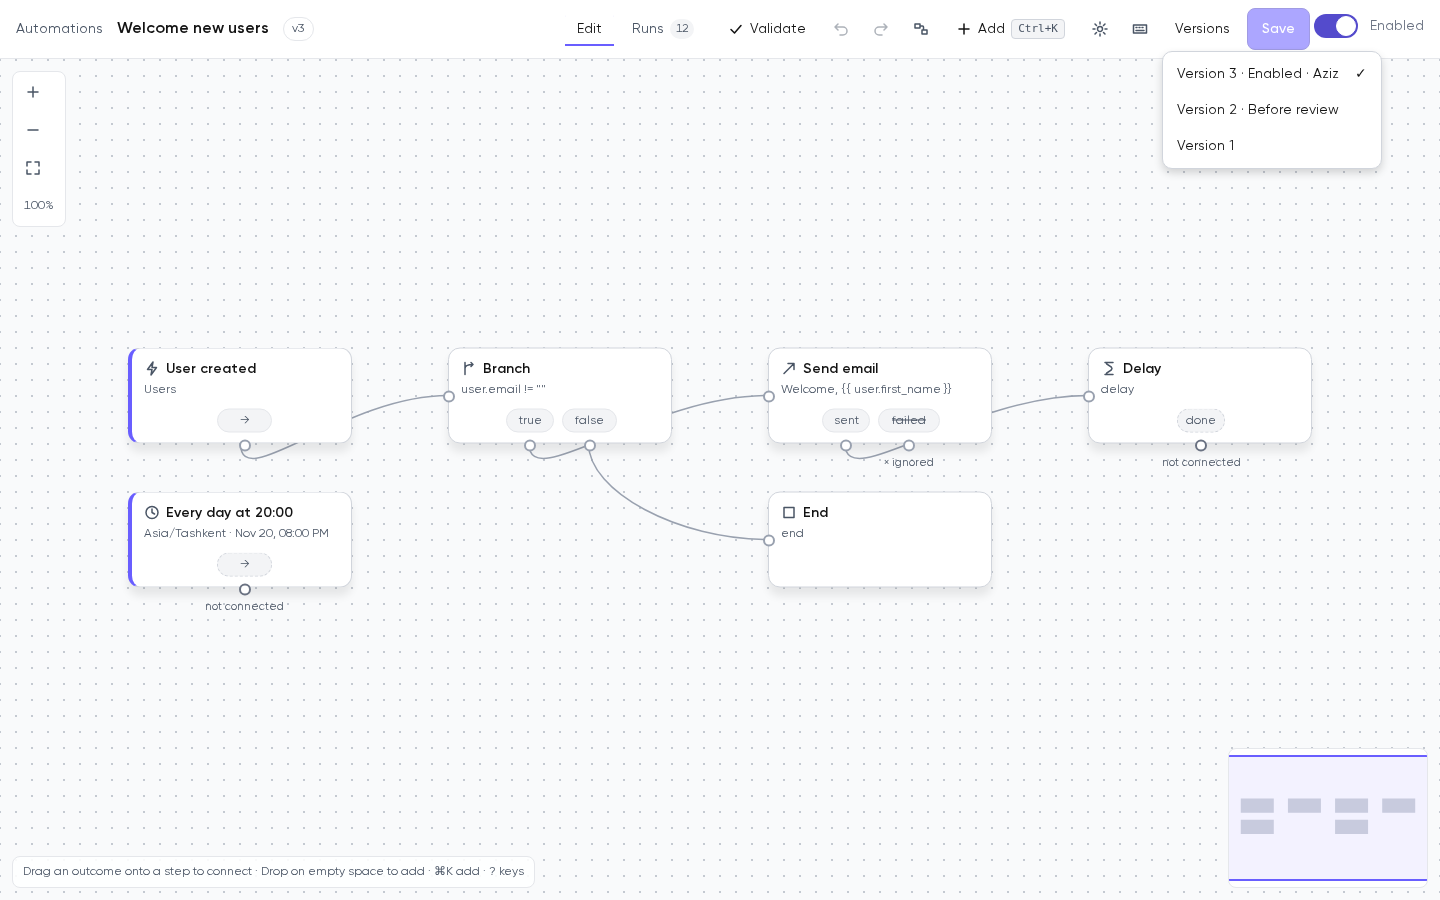 Automations Welcome new users v3 Edit Runs 12 Validate Add Ctrl+K Versions Save Enabled
Version 3 · Enabled · Aziz ✓
Version 2 · Before review
Version 1
100%
User created
Users
→
Branch
user.email != ""
true false
Send email
Welcome, {{ user.first_name }}
sent failed
× ignored
Delay
delay
done
not connected
Every day at 20:00
Asia/Tashkent · Nov 20, 08:00 PM
→
not connected
End
end
Drag an outcome onto a step to connect · Drop on empty space to add · ⌘K add · ? keys